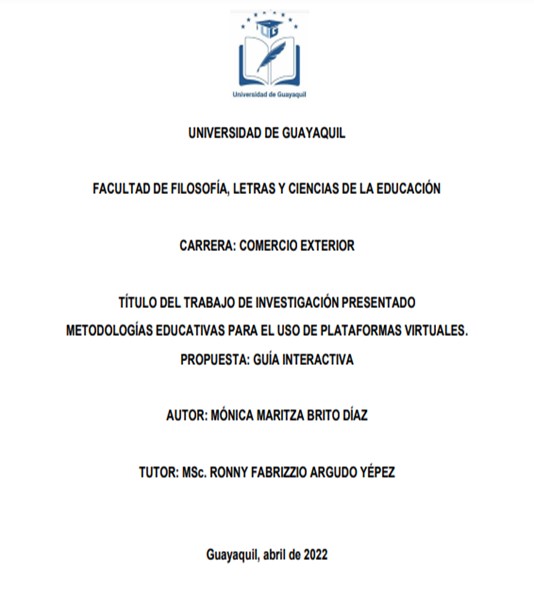 UG
Universidad de Guayaquil
UNIVERSIDAD DE GUAYAQUIL
FACULTAD DE FILOSOFÍA, LETRAS Y CIENCIAS DE LA EDUCACIÓN
CARRERA: COMERCIO EXTERIOR
TÍTULO DEL TRABAJO DE INVESTIGACIÓN PRESENTADO
METODOLOGÍAS EDUCATIVAS PARA EL USO DE PLATAFORMAS VIRTUALES.
PROPUESTA: GUÍA INTERACTIVA
AUTOR: MÓNICA MARITZA BRITO DÍAZ
TUTOR: MSc. RONNY FABRIZZIO ARGUDO YÉPEZ
Guayaquil, abril de 2022